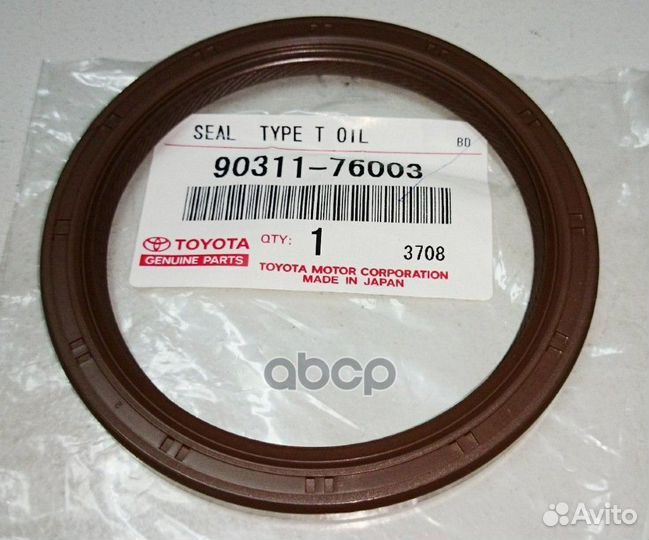 SEAL TYPE T OIL
BD
90311-76003
TOYOTA
GENUINE PARTS
QTY: 1
3708
TOYOTA MOTOR CORPORATION
MADE IN JAPAN
abcp
Avito